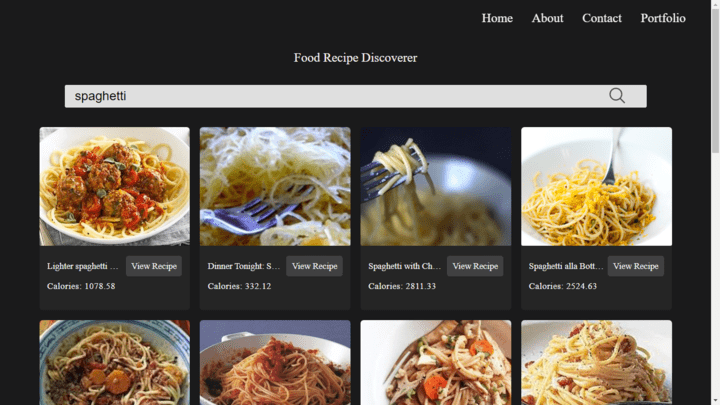 Home About Contact Portfolio
Food Recipe Discoverer
spaghetti
Lighter spaghetti ... View Recipe
Calories: 1078.58
Dinner Tonight: S... View Recipe
Calories: 332.12
Spaghetti with Ch... View Recipe
Calories: 2811.33
Spaghetti alla Bott... View Recipe
Calories: 2524.63